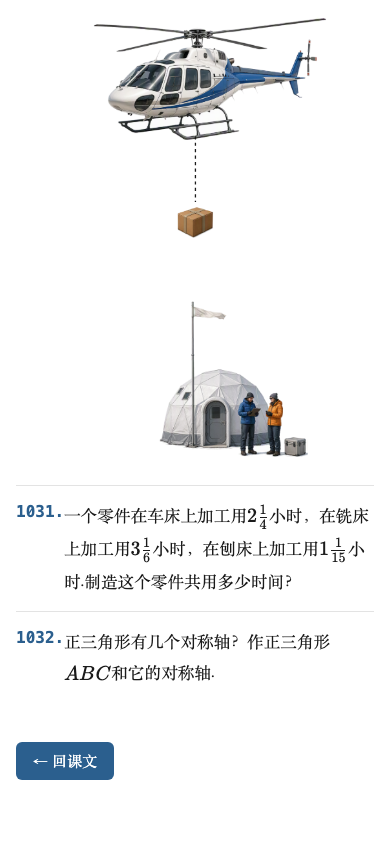 1031. 一个零件在车床上加工用2 1/4 小时，在铣床
上加工用3 1/6 小时，在刨床上加工用1 1/15 小
时.制造这个零件共用多少时间？
1032. 正三角形有几个对称轴？作正三角形
ABC和它的对称轴.
← 回课文